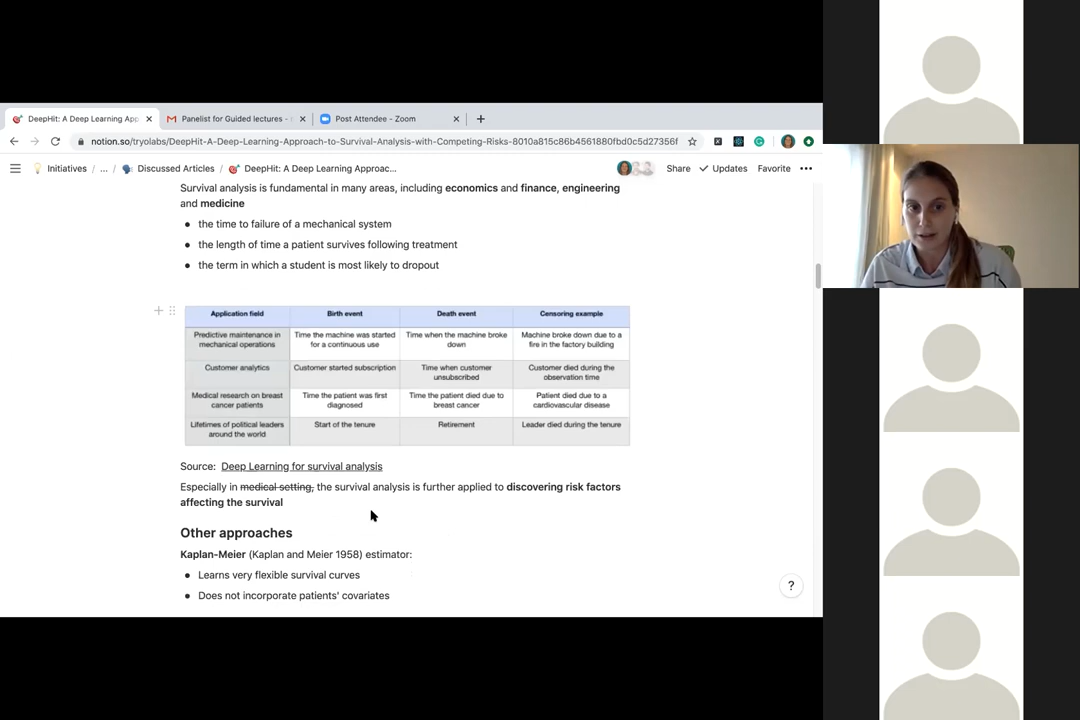 DeepHit: A Deep Learning App
Panelist for Guided lectures -
Post Attendee - Zoom
notion.so/tryolabs/DeepHit-A-Deep-Learning-Approach-to-Survival-Analysis-with-Competing-Risks-8010a815c86b4561880fbd0c5d27356f
Initiatives / ... / Discussed Articles / DeepHit: A Deep Learning Approac...
Share Updates Favorite
Survival analysis is fundamental in many areas, including economics and finance, engineering
and medicine
• the time to failure of a mechanical system
• the length of time a patient survives following treatment
• the term in which a student is most likely to dropout
Application field Birth event Death event Censoring example
Predictive maintenance in mechanical operations Time the machine was started for a continuous use Time when the machine broke down Machine broke down due to a fire in the factory building
Customer analytics Customer started subscription Time when customer unsubscribed Customer died during the observation time
Medical research on breast cancer patients Time the patient was first diagnosed Time the patient died due to breast cancer Patient died due to a cardiovascular disease
Lifetimes of political leaders around the world Start of the tenure Retirement Leader died during the tenure
Source: Deep Learning for survival analysis
Especially in medical setting, the survival analysis is further applied to discovering risk factors
affecting the survival
Other approaches
Kaplan-Meier (Kaplan and Meier 1958) estimator:
• Learns very flexible survival curves
• Does not incorporate patients' covariates
?